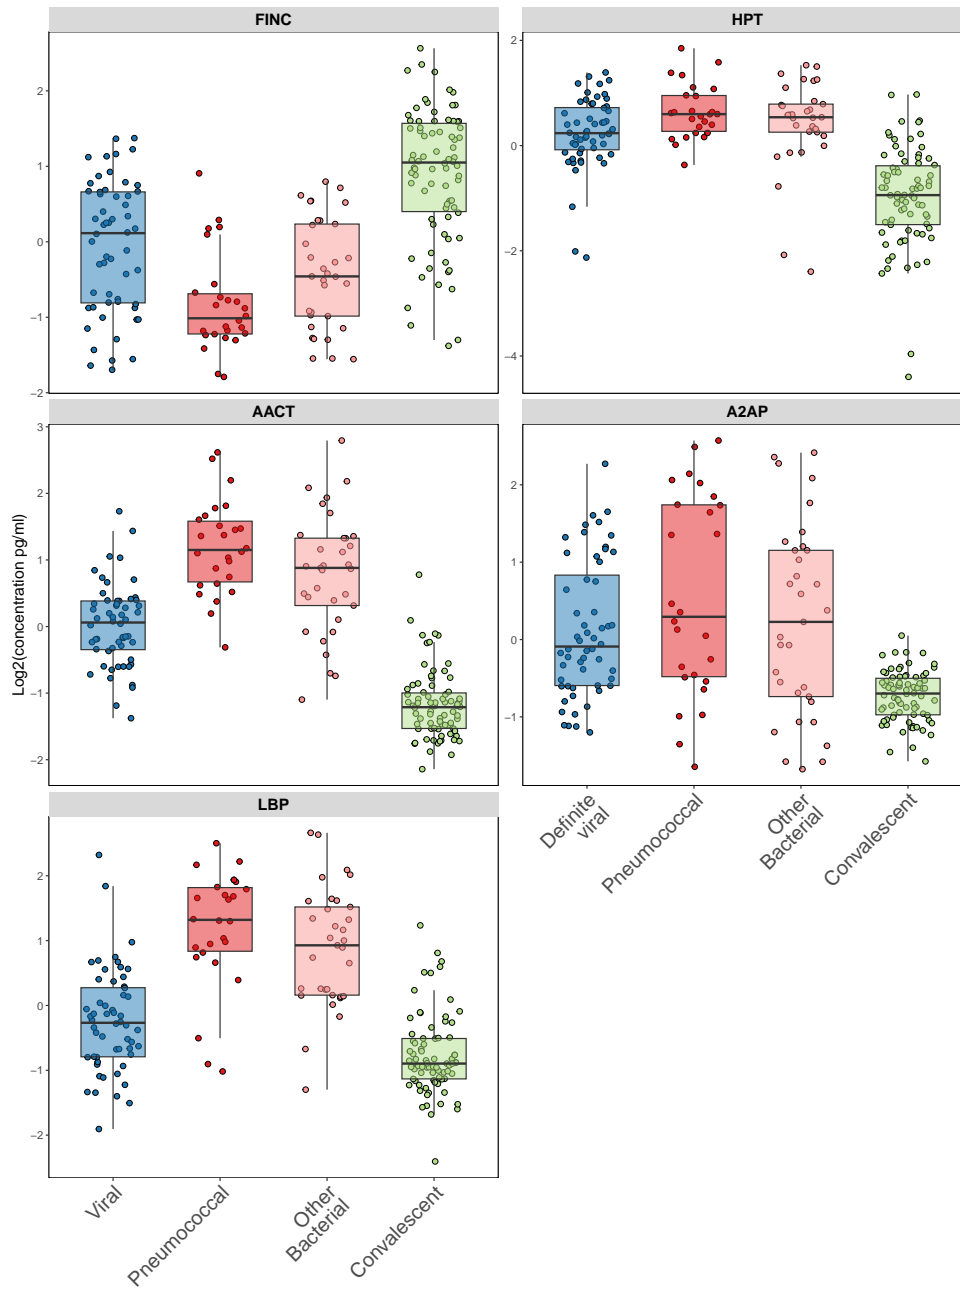 FINC
HPT
2
1
0
−1
−2
2
0
−2
−4
AACT
A2AP
Log2(concentration pg/ml)
3
2
1
0
−1
−2
2
1
0
−1
LBP
Definite
viral
Pneumococcal
Other
Bacterial
Convalescent
2
1
0
−1
−2
Viral
Pneumococcal
Other
Bacterial
Convalescent